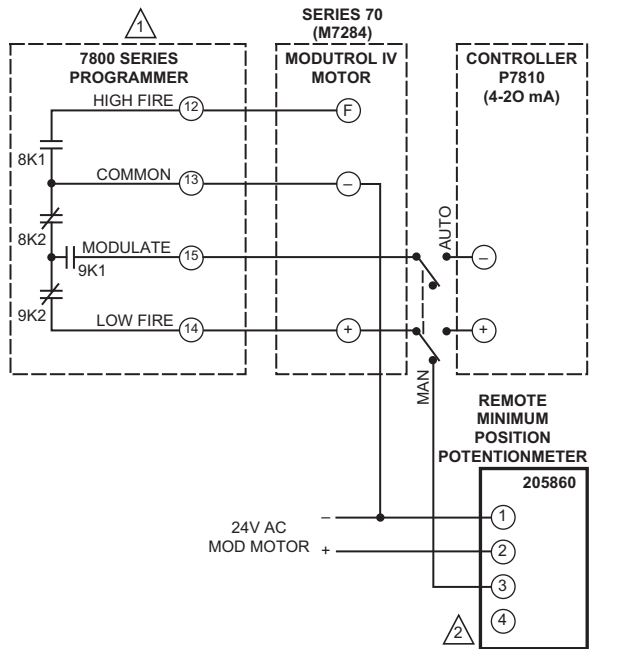 1
SERIES 70
(M7284)
7800 SERIES
PROGRAMMER
MODUTROL IV
MOTOR
CONTROLLER
P7810
(4-2O mA)
HIGH FIRE 12 F
8K1
COMMON 13 –
8K2
MODULATE 15 AUTO –
9K1
9K2
LOW FIRE 14 + +
MAN
REMOTE
MINIMUM
POSITION
POTENTIONMETER
205860
24V AC
MOD MOTOR
– 1
+ 2
3
4
2